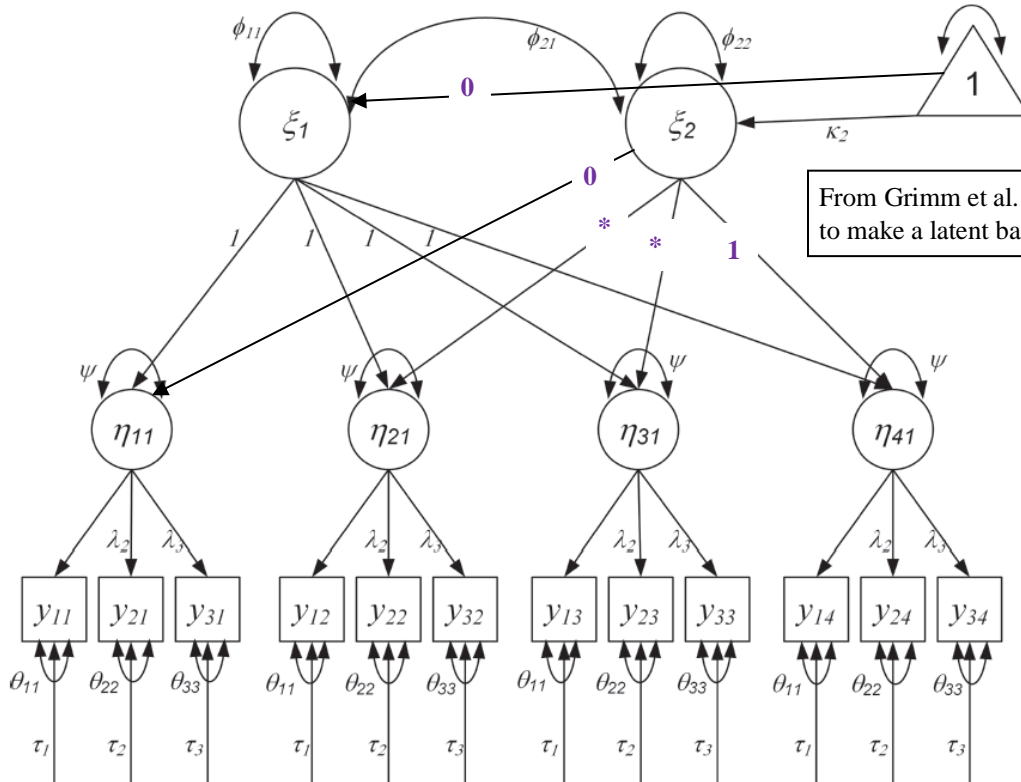 ϕ11 ϕ21 ϕ22
ξ1 0 ξ2 κ2 1
0
1 1 1 1 * * 1
From Grimm et al.
to make a latent ba
ψ ψ ψ ψ
η11 η21 η31 η41
λ2 λ3 λ2 λ3 λ2 λ3 λ2 λ3
y11 y21 y31 y12 y22 y32 y13 y23 y33 y14 y24 y34
θ11 θ22 θ33 θ11 θ22 θ33 θ11 θ22 θ33 θ11 θ22 θ33
τ1 τ2 τ3 τ1 τ2 τ3 τ1 τ2 τ3 τ1 τ2 τ3